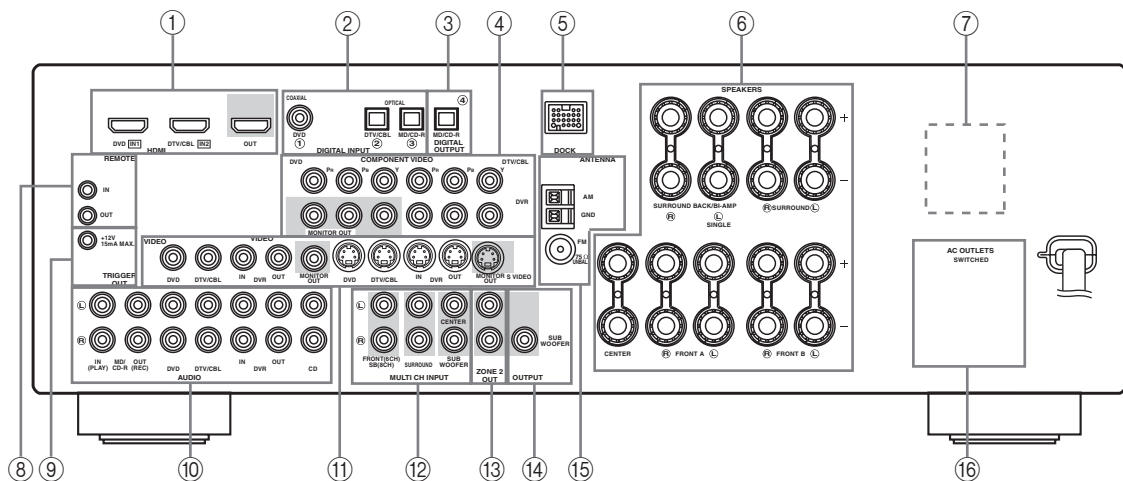 ① ② ③ ④ ⑤ ⑥ ⑦
SPEAKERS
COAXIAL
OPTICAL
④
DVD
①
DTV/CBL
②
MD/CD-R
③
DIGITAL INPUT
MD/CD-R
DIGITAL
OUTPUT
DOCK
DVD IN1
DTV/CBL IN2
OUT
HDMI
REMOTE
IN
OUT
DVD
COMPONENT VIDEO
DTV/CBL
PR PB Y PR PB Y
DVR
MONITOR OUT
ANTENNA
AM
GND
FM
75 Ω
UNBAL.
+
–
SURROUND BACK/BI-AMP
R L
SINGLE
R SURROUND L
+12V
15mA MAX.
TRIGGER
OUT
VIDEO
VIDEO
DVD
DTV/CBL
IN
DVR
OUT
MONITOR
OUT
DVD
DTV/CBL
IN
DVR
OUT
MONITOR
OUT
S VIDEO
AC OUTLETS
SWITCHED
+
–
CENTER
R FRONT A L
R FRONT B L
L
R
IN
(PLAY)
MD/
CD-R
OUT
(REC)
DVD
DTV/CBL
IN
DVR
OUT
CD
AUDIO
L
R
CENTER
FRONT(6CH)
SB(8CH)
SURROUND
SUB
WOOFER
MULTI CH INPUT
ZONE 2
OUT
SUB
WOOFER
OUTPUT
⑧ ⑨ ⑩ ⑪ ⑫ ⑬ ⑭ ⑮ ⑯